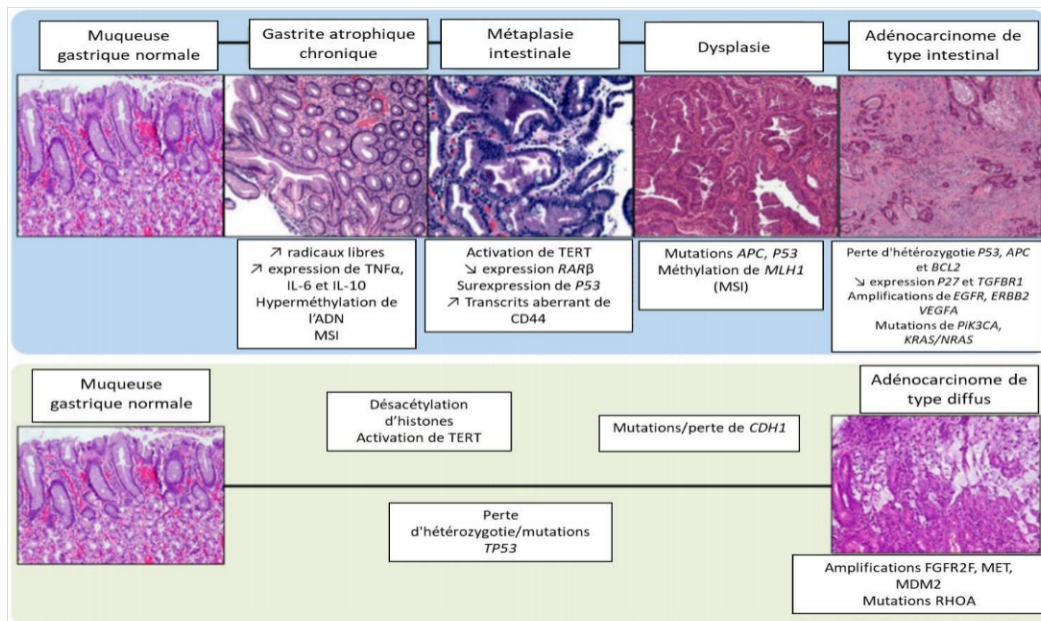 Muqueuse
gastrique normale
Gastrite atrophique
chronique
Métaplasie
intestinale
Dysplasie
Adénocarcinome de
type intestinal
↗ radicaux libres
↗ expression de TNFα,
IL-6 et IL-10
Hyperméthylation de
l'ADN
MSI
Activation de TERT
↘ expression RARβ
Surexpression de P53
↗ Transcrits aberrant de
CD44
Mutations APC, P53
Méthylation de MLH1
(MSI)
Perte d'hétérozygotie P53, APC
et BCL2
↘ expression P27 et TGFBR1
Amplifications de EGFR, ERBB2
VEGFA
Mutations de PiK3CA,
KRAS/NRAS
Muqueuse
gastrique normale
Désacétylation
d'histones
Activation de TERT
Mutations/perte de CDH1
Perte
d'hétérozygotie/mutations
TP53
Adénocarcinome de
type diffus
Amplifications FGFR2F, MET,
MDM2
Mutations RHOA